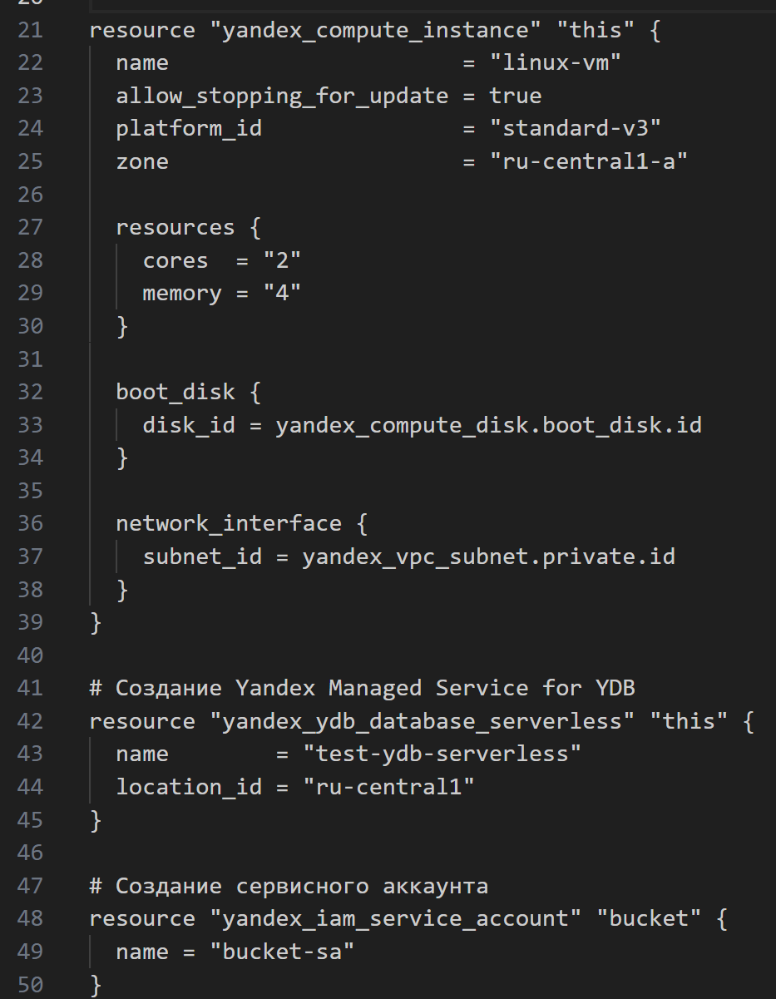 21 resource "yandex_compute_instance" "this" {
22   name                      = "linux-vm"
23   allow_stopping_for_update = true
24   platform_id               = "standard-v3"
25   zone                      = "ru-central1-a"
26
27   resources {
28     cores  = "2"
29     memory = "4"
30   }
31
32   boot_disk {
33     disk_id = yandex_compute_disk.boot_disk.id
34   }
35
36   network_interface {
37     subnet_id = yandex_vpc_subnet.private.id
38   }
39 }
40
41 # Создание Yandex Managed Service for YDB
42 resource "yandex_ydb_database_serverless" "this" {
43   name        = "test-ydb-serverless"
44   location_id = "ru-central1"
45 }
46
47 # Создание сервисного аккаунта
48 resource "yandex_iam_service_account" "bucket" {
49   name = "bucket-sa"
50 }